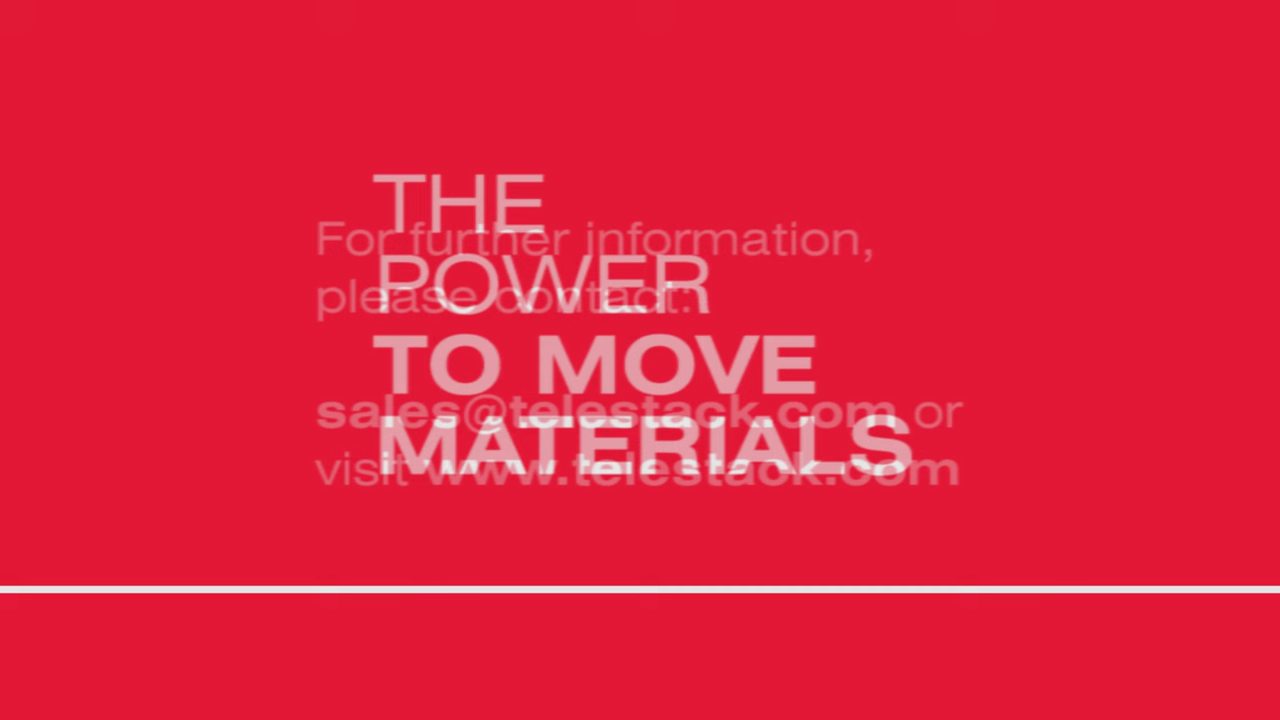 THE
POWER
TO MOVE
MATERIALS
For further information,
please contact:
sales@telestack.com or
visit www.telestack.com